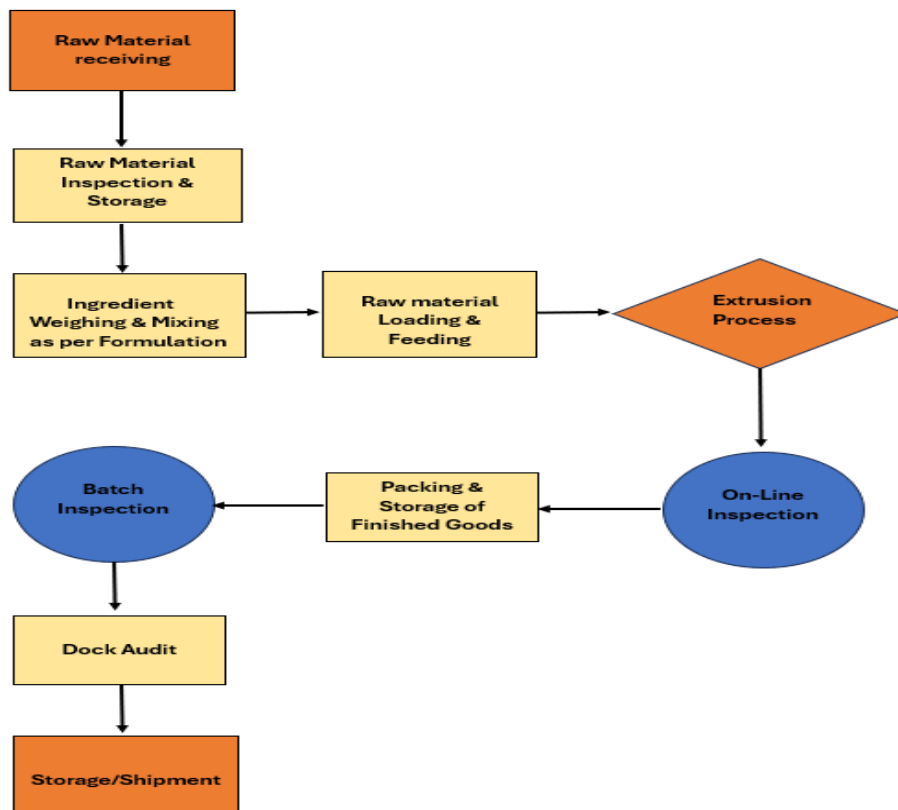 Raw Material
receiving
Raw Material
Inspection &
Storage
Ingredient
Weighing & Mixing
as per Formulation
Raw material
Loading &
Feeding
Extrusion
Process
On-Line
Inspection
Packing &
Storage of
Finished Goods
Batch
Inspection
Dock Audit
Storage/Shipment